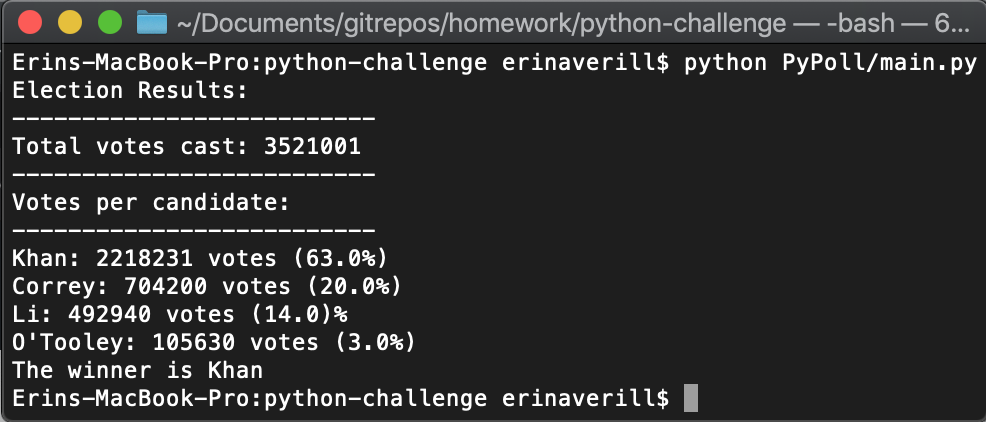 ~/Documents/gitrepos/homework/python-challenge — -bash — 6...
Erins-MacBook-Pro:python-challenge erinaverill$ python PyPoll/main.py
Election Results:
--------------------------
Total votes cast: 3521001
--------------------------
Votes per candidate:
--------------------------
Khan: 2218231 votes (63.0%)
Correy: 704200 votes (20.0%)
Li: 492940 votes (14.0)%
O'Tooley: 105630 votes (3.0%)
The winner is Khan
Erins-MacBook-Pro:python-challenge erinaverill$